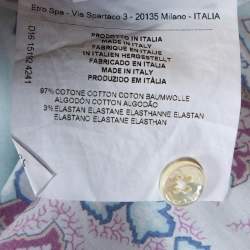 Etro Spa - Via Spartaco 3 - 20135 Milano - ITALIA
PRODOTTO IN ITALIA
MADE IN ITALY
FABRIQUE EN ITALIE
IN ITALIEN HERGESTELLT
FABRICADO EN ITALIA
MADE IN ITALY
PRODUZIDO EM ITÁLIA
97% COTONE COTTON COTON BAUMWOLLE
ALGODÓN COTTON ALGODÃO
3% ELASTAN ELASTANE ELASTHANNE ELASTAN
ELASTANO ELASTANE ELASTHAN